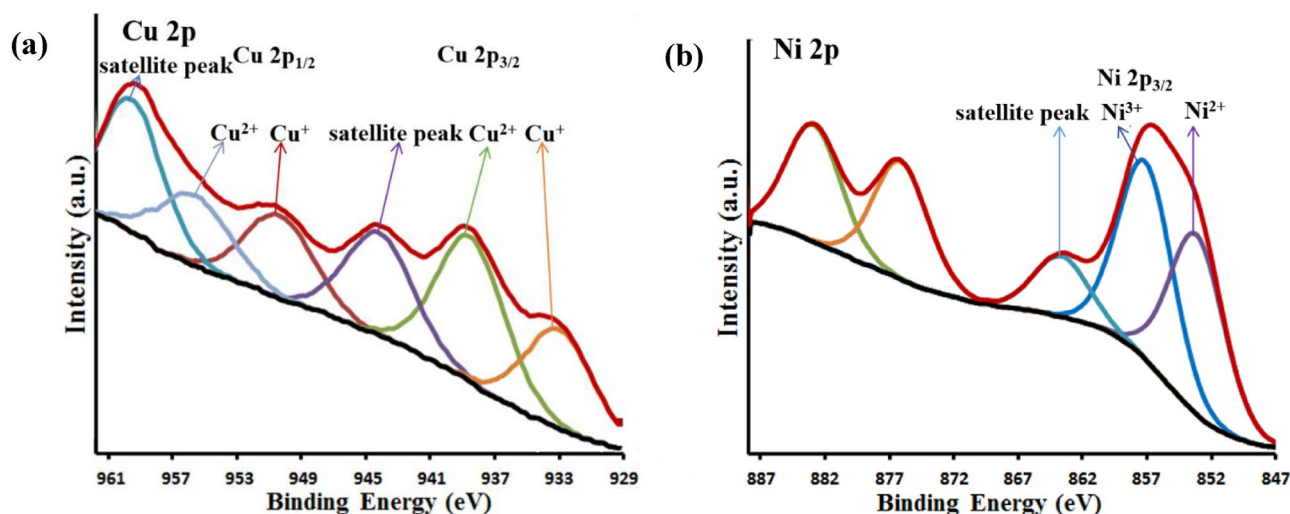 (a)
Cu 2p
satellite peak
Cu 2p1/2
Cu 2p3/2
Cu2+
Cu+
satellite peak
Cu2+
Cu+
Intensity (a.u.)
961 957 953 949 945 941 937 933 929
Binding Energy (eV)
(b)
Ni 2p
Ni 2p3/2
satellite peak
Ni3+
Ni2+
Intensity (a.u.)
887 882 877 872 867 862 857 852 847
Binding Energy (eV)